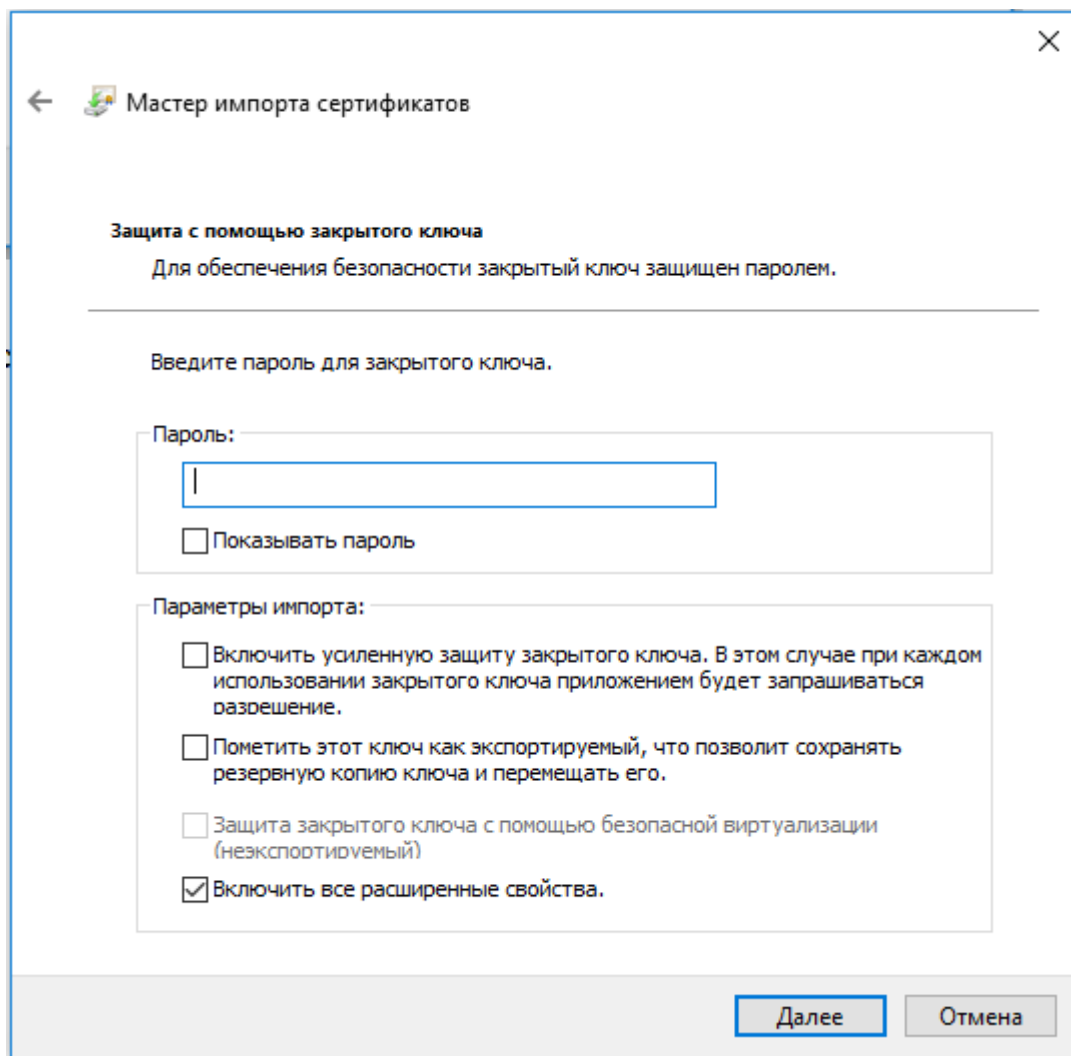 Мастер импорта сертификатов
Защита с помощью закрытого ключа
Для обеспечения безопасности закрытый ключ защищен паролем.
Введите пароль для закрытого ключа.
Пароль:
Показывать пароль
Параметры импорта:
Включить усиленную защиту закрытого ключа. В этом случае при каждом
использовании закрытого ключа приложением будет запрашиваться
разрешение.
Пометить этот ключ как экспортируемый, что позволит сохранять
резервную копию ключа и перемещать его.
Защита закрытого ключа с помощью безопасной виртуализации
(неэкспортируемый)
Включить все расширенные свойства.
Далее
Отмена